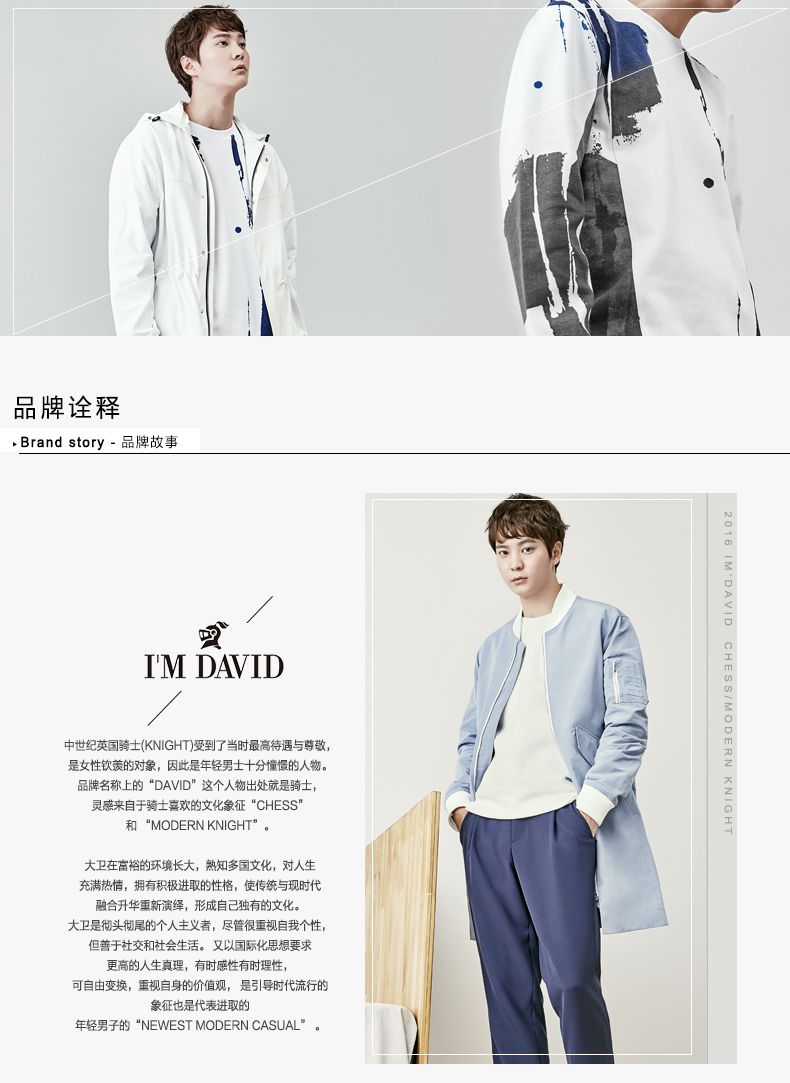 品牌诠释
Brand story - 品牌故事
I'M DAVID
中世纪英国骑士(KNIGHT)受到了当时最高待遇与尊敬，
是女性钦羡的对象，因此是年轻男士十分憧憬的人物。
品牌名称上的“DAVID”这个人物出处就是骑士，
灵感来自于骑士喜欢的文化象征“CHESS”
和 “MODERN KNIGHT”。
大卫在富裕的环境长大，熟知多国文化，对人生
充满热情，拥有积极进取的性格，使传统与现时代
融合升华重新演绎，形成自己独有的文化。
大卫是彻头彻尾的个人主义者，尽管很重视自我个性，
但善于社交和社会生活。又以国际化思想要求
更高的人生真理，有时感性有时理性，
可自由变换，重视自身的价值观， 是引导时代流行的
象征也是代表进取的
年轻男子的“NEWEST MODERN CASUAL” 。
2016 IM'DAVID CHESS/MODERN KNIGHT